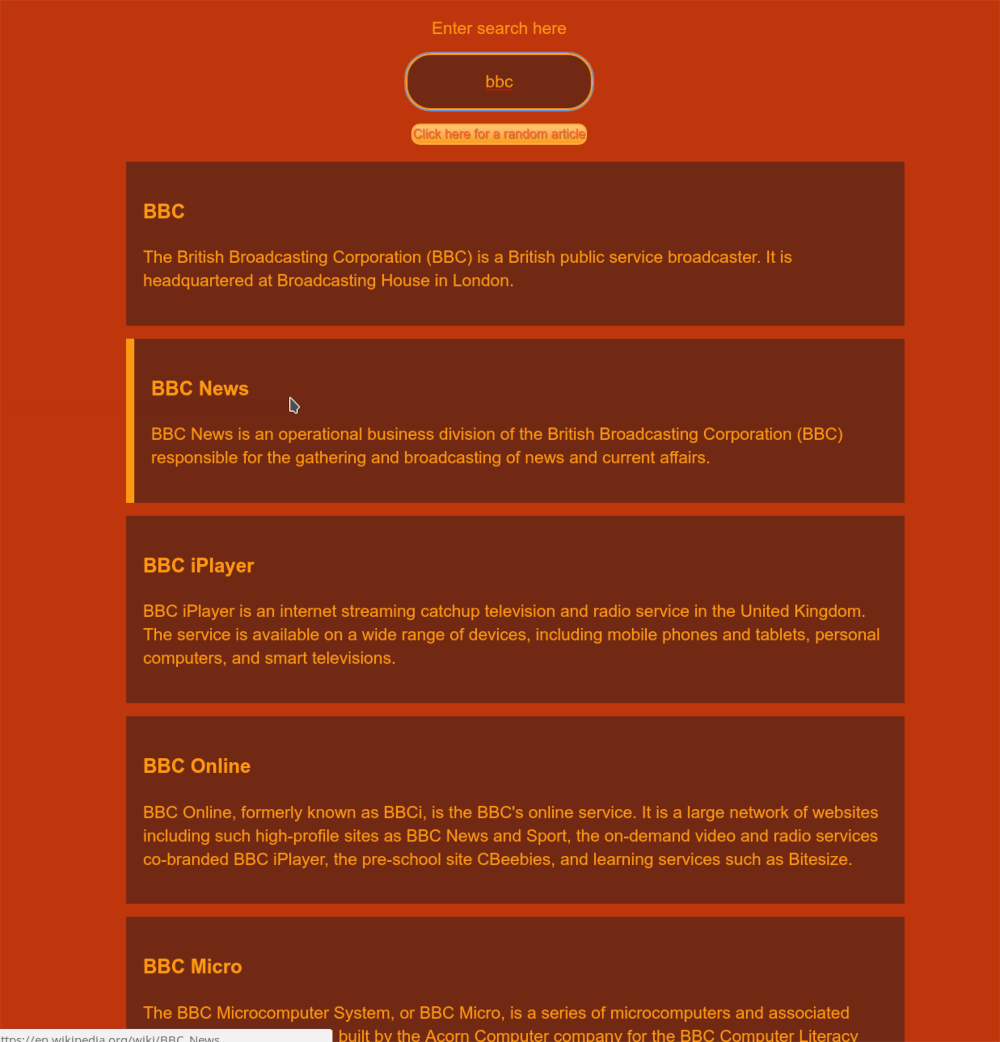 Enter search here
bbc
Click here for a random article
BBC
The British Broadcasting Corporation (BBC) is a British public service broadcaster. It is
headquartered at Broadcasting House in London.
BBC News
BBC News is an operational business division of the British Broadcasting Corporation (BBC)
responsible for the gathering and broadcasting of news and current affairs.
BBC iPlayer
BBC iPlayer is an internet streaming catchup television and radio service in the United Kingdom.
The service is available on a wide range of devices, including mobile phones and tablets, personal
computers, and smart televisions.
BBC Online
BBC Online, formerly known as BBCi, is the BBC's online service. It is a large network of websites
including such high-profile sites as BBC News and Sport, the on-demand video and radio services
co-branded BBC iPlayer, the pre-school site CBeebies, and learning services such as Bitesize.
BBC Micro
The BBC Microcomputer System, or BBC Micro, is a series of microcomputers and associated
built by the Acorn Computer company for the BBC Computer Literacy
ttps://en.wikipedia.org/wiki/BBC_News